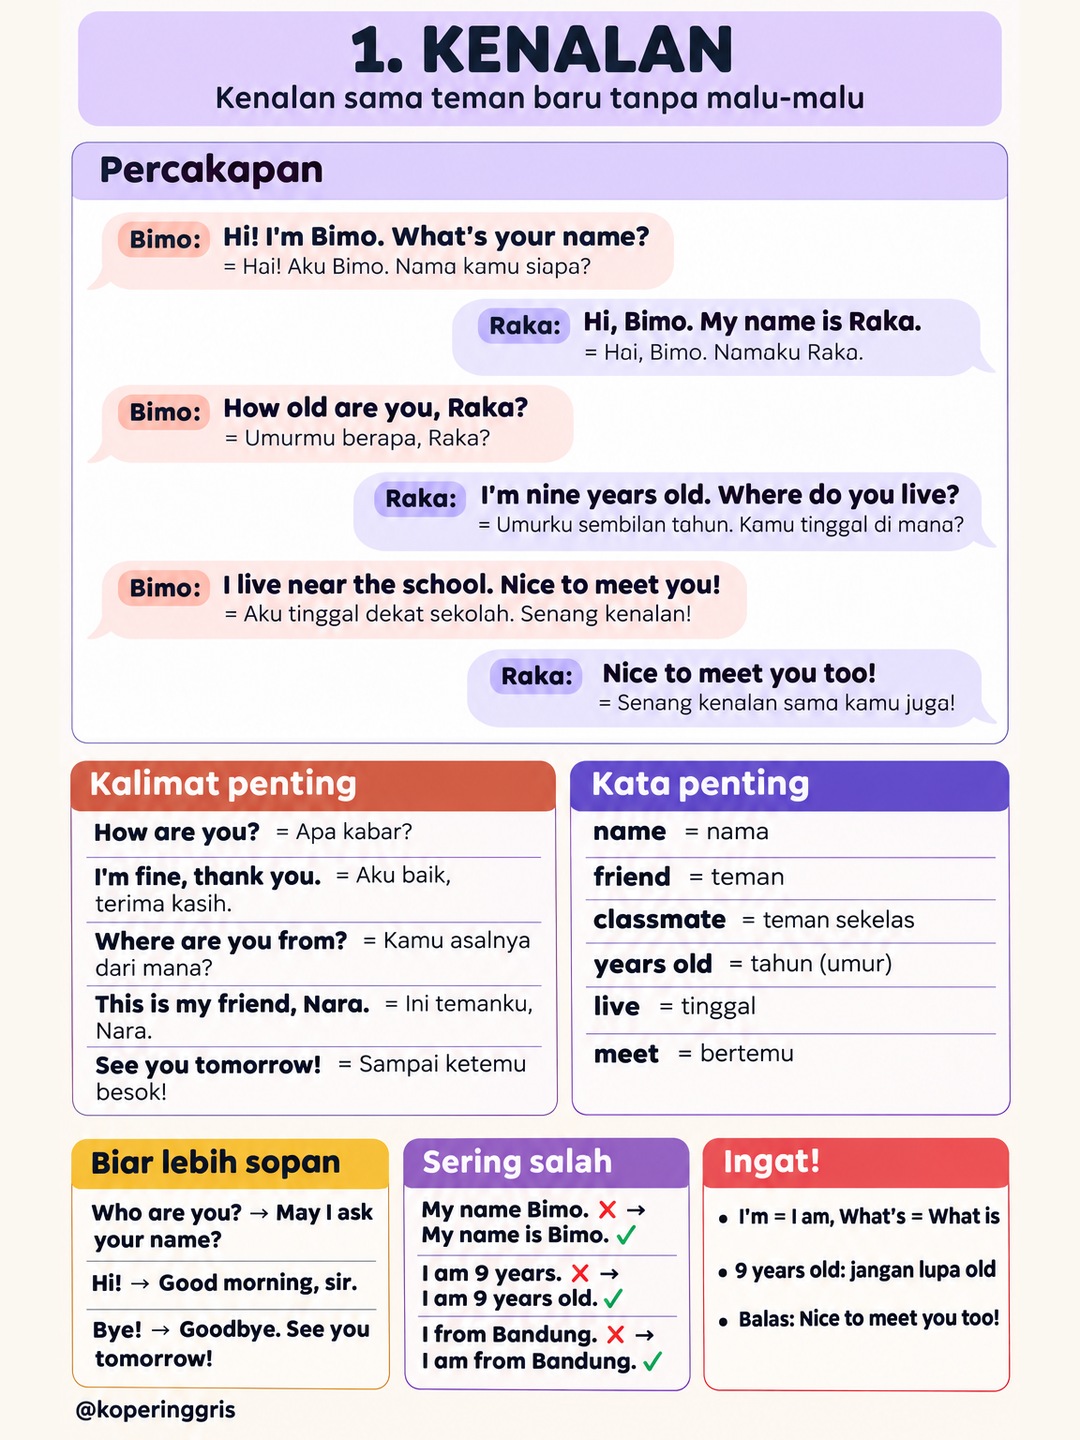 1. KENALAN
Kenalan sama teman baru tanpa malu-malu
Percakapan
Bimo: Hi! I'm Bimo. What's your name?
= Hai! Aku Bimo. Nama kamu siapa?
Raka: Hi, Bimo. My name is Raka.
= Hai, Bimo. Namaku Raka.
Bimo: How old are you, Raka?
= Umurmu berapa, Raka?
Raka: I'm nine years old. Where do you live?
= Umurku sembilan tahun. Kamu tinggal di mana?
Bimo: I live near the school. Nice to meet you!
= Aku tinggal dekat sekolah. Senang kenalan!
Raka: Nice to meet you too!
= Senang kenalan sama kamu juga!
Kalimat penting
How are you? = Apa kabar?
I'm fine, thank you. = Aku baik,
terima kasih.
Where are you from? = Kamu asalnya
dari mana?
This is my friend, Nara. = Ini temanku,
Nara.
See you tomorrow! = Sampai ketemu
besok!
Kata penting
name = nama
friend = teman
classmate = teman sekelas
years old = tahun (umur)
live = tinggal
meet = bertemu
Biar lebih sopan
Who are you? → May I ask
your name?
Hi! → Good morning, sir.
Bye! → Goodbye. See you
tomorrow!
Sering salah
My name Bimo. ❌ →
My name is Bimo. ✓
I am 9 years. ❌ →
I am 9 years old. ✓
I from Bandung. ❌ →
I am from Bandung. ✓
Ingat!
• I'm = I am, What's = What is
• 9 years old: jangan lupa old
• Balas: Nice to meet you too!
@koperinggris